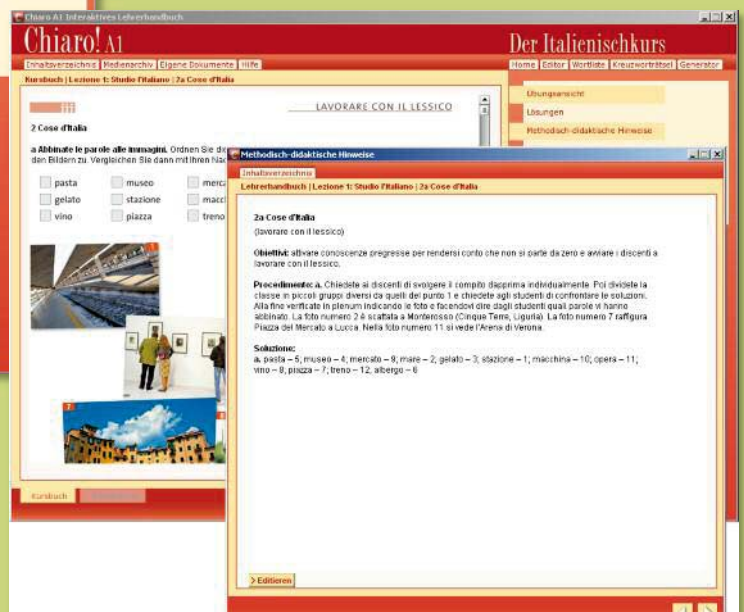 Chiaro A1 Interaktives Lehrerhandbuch
Chiaro! A1
Der Italienischkurs
Inhaltsverzeichnis Medienarchiv Eigene Dokumente Hilfe
Home Editor Wortliste Kreuzworträtsel Generator
Kursbuch | Lezione 1: Studio l'italiano | 2a Cose d'Italia
Übungsansicht
Lösungen
Methodisch-didaktische Hinweise
LAVORARE CON IL LESSICO
2 Cose d'Italia
a Abbinate le parole alle immagini. Ordnen Sie die
den Bildern zu. Vergleichen Sie dann mit Ihren
pasta museo
gelato stazione
vino piazza treno
1
7
8
Kursbuch
Methodisch-didaktische Hinweise
Inhaltsverzeichnis
Lehrerhandbuch | Lezione 1: Studio l'italiano | 2a Cose d'Italia
2a Cose d'Italia
(lavorare con il lessico)
Obiettivi: attivare conoscenze pregresse per rendersi conto che non si parte da zero e avviare i discenti a
lavorare con il lessico.
Procedimento: a. Chiedete ai discenti di svolgere il compito dapprima individualmente. Poi dividete la
classe in piccoli gruppi diversi da quelli del punto 1 e chiedete agli studenti di confrontare le soluzioni.
Alla fine verificate in plenum indicando le foto e facendovi dire dagli studenti quali parole vi hanno
abbinato. La foto numero 2 è scattata a Monterosso (Cinque Terre, Liguria). La foto numero 7 raffigura
Piazza del Mercato a Lucca. Nella foto numero 11 si vede l'Arena di Verona.
Soluzione:
a. pasta – 5; museo – 4; mercato – 9; mare – 2; gelato – 3; stazione – 1; macchina – 10; opera – 11;
vino – 8; piazza – 7; treno – 12; albergo – 6
> Editieren